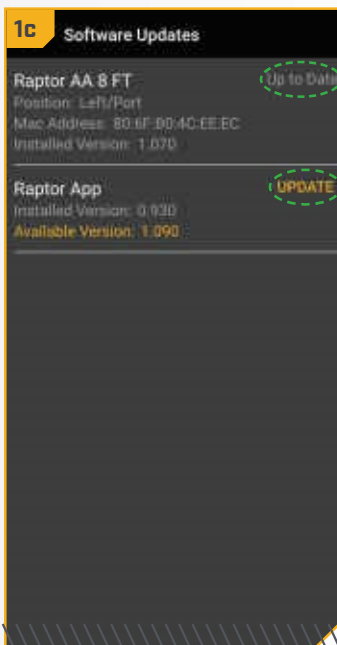 1c
Software Updates
Raptor AA 8 FT
Up to Date
Position: Left/Port
Mac Address: 80:6F:B0:4C:EE:EC
Installed Version: 1.070
Raptor App
UPDATE
Installed Version: 0.930
Available Version: 1.090